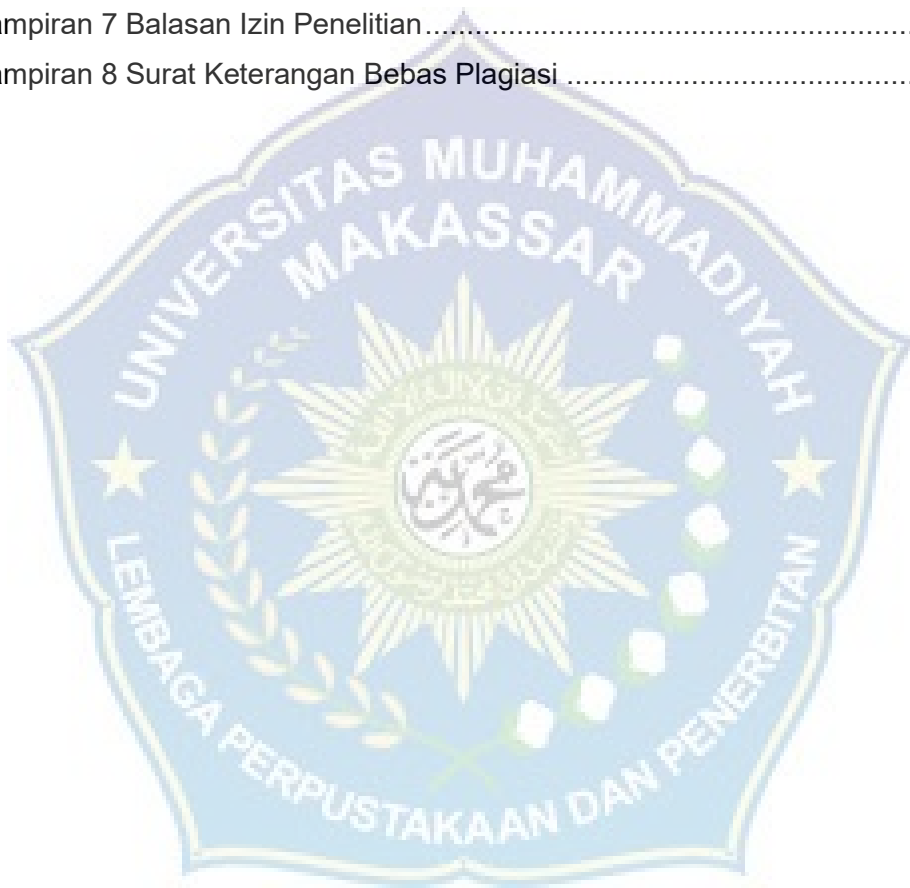 ampiran 7 Balasan Izin Penelitian......................................................
ampiran 8 Surat Keterangan Bebas Plagiasi ......................................
UNIVERSITAS MUHAMMADIYAH
MAKASSAR
LEMBAGA PERPUSTAKAAN DAN PENERBITAN